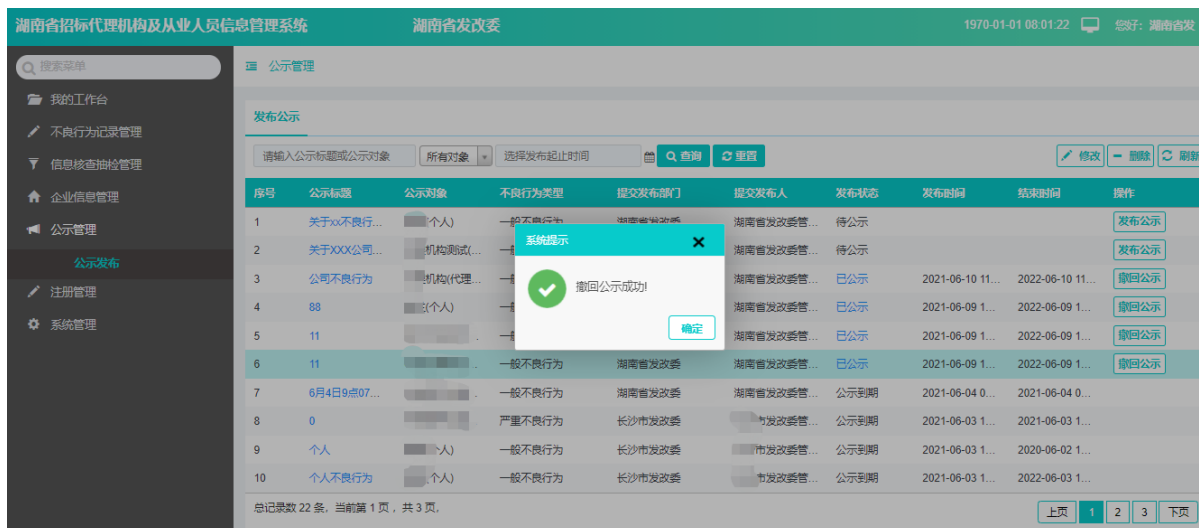 湖南省招标代理机构及从业人员信息管理系统 湖南省发改委 1970-01-01 08:01:22 您好: 湖南省发
搜索菜单
我的工作台
不良行为记录管理
信息核查抽检管理
企业信息管理
公示管理
公示发布
注册管理
系统管理
公示管理
发布公示
请输入公示标题或公示对象 所有对象 选择发布起止时间 查询 重置 修改 删除 刷新
序号 公示标题 公示对象 不良行为类型 提交发布部门 提交发布人 发布状态 发布时间 结束时间 操作
1 关于xx不良行... 个人) 一般不良行为 湖南省发改委 湖南省发改委管... 待公示 发布公示
2 关于XXX公司... 机构测试(... 湖南省发改委管... 待公示 发布公示
3 公司不良行为 机构(代理... 湖南省发改委管... 已公示 2021-06-10 11... 2022-06-10 11... 撤回公示
4 88 (个人) 湖南省发改委管... 已公示 2021-06-09 1... 2022-06-09 1... 撤回公示
5 11 湖南省发改委管... 已公示 2021-06-09 1... 2022-06-09 1... 撤回公示
6 11 一般不良行为 湖南省发改委 湖南省发改委管... 已公示 2021-06-09 1... 2022-06-09 1... 撤回公示
7 6月4日9点07... 一般不良行为 湖南省发改委 湖南省发改委管... 公示到期 2021-06-04 0... 2021-06-04 0...
8 0 严重不良行为 长沙市发改委 市发改委管... 公示到期 2021-06-03 1... 2021-06-03 1...
9 个人 人) 一般不良行为 长沙市发改委 市发改委管... 公示到期 2021-06-03 1... 2020-06-02 1...
10 个人不良行为 个人) 一般不良行为 长沙市发改委 市发改委管... 公示到期 2021-06-03 1... 2022-06-03 1...
系统提示
撤回公示成功!
确定
总记录数 22 条, 当前第 1 页 , 共 3 页,
上页 1 2 3 下页